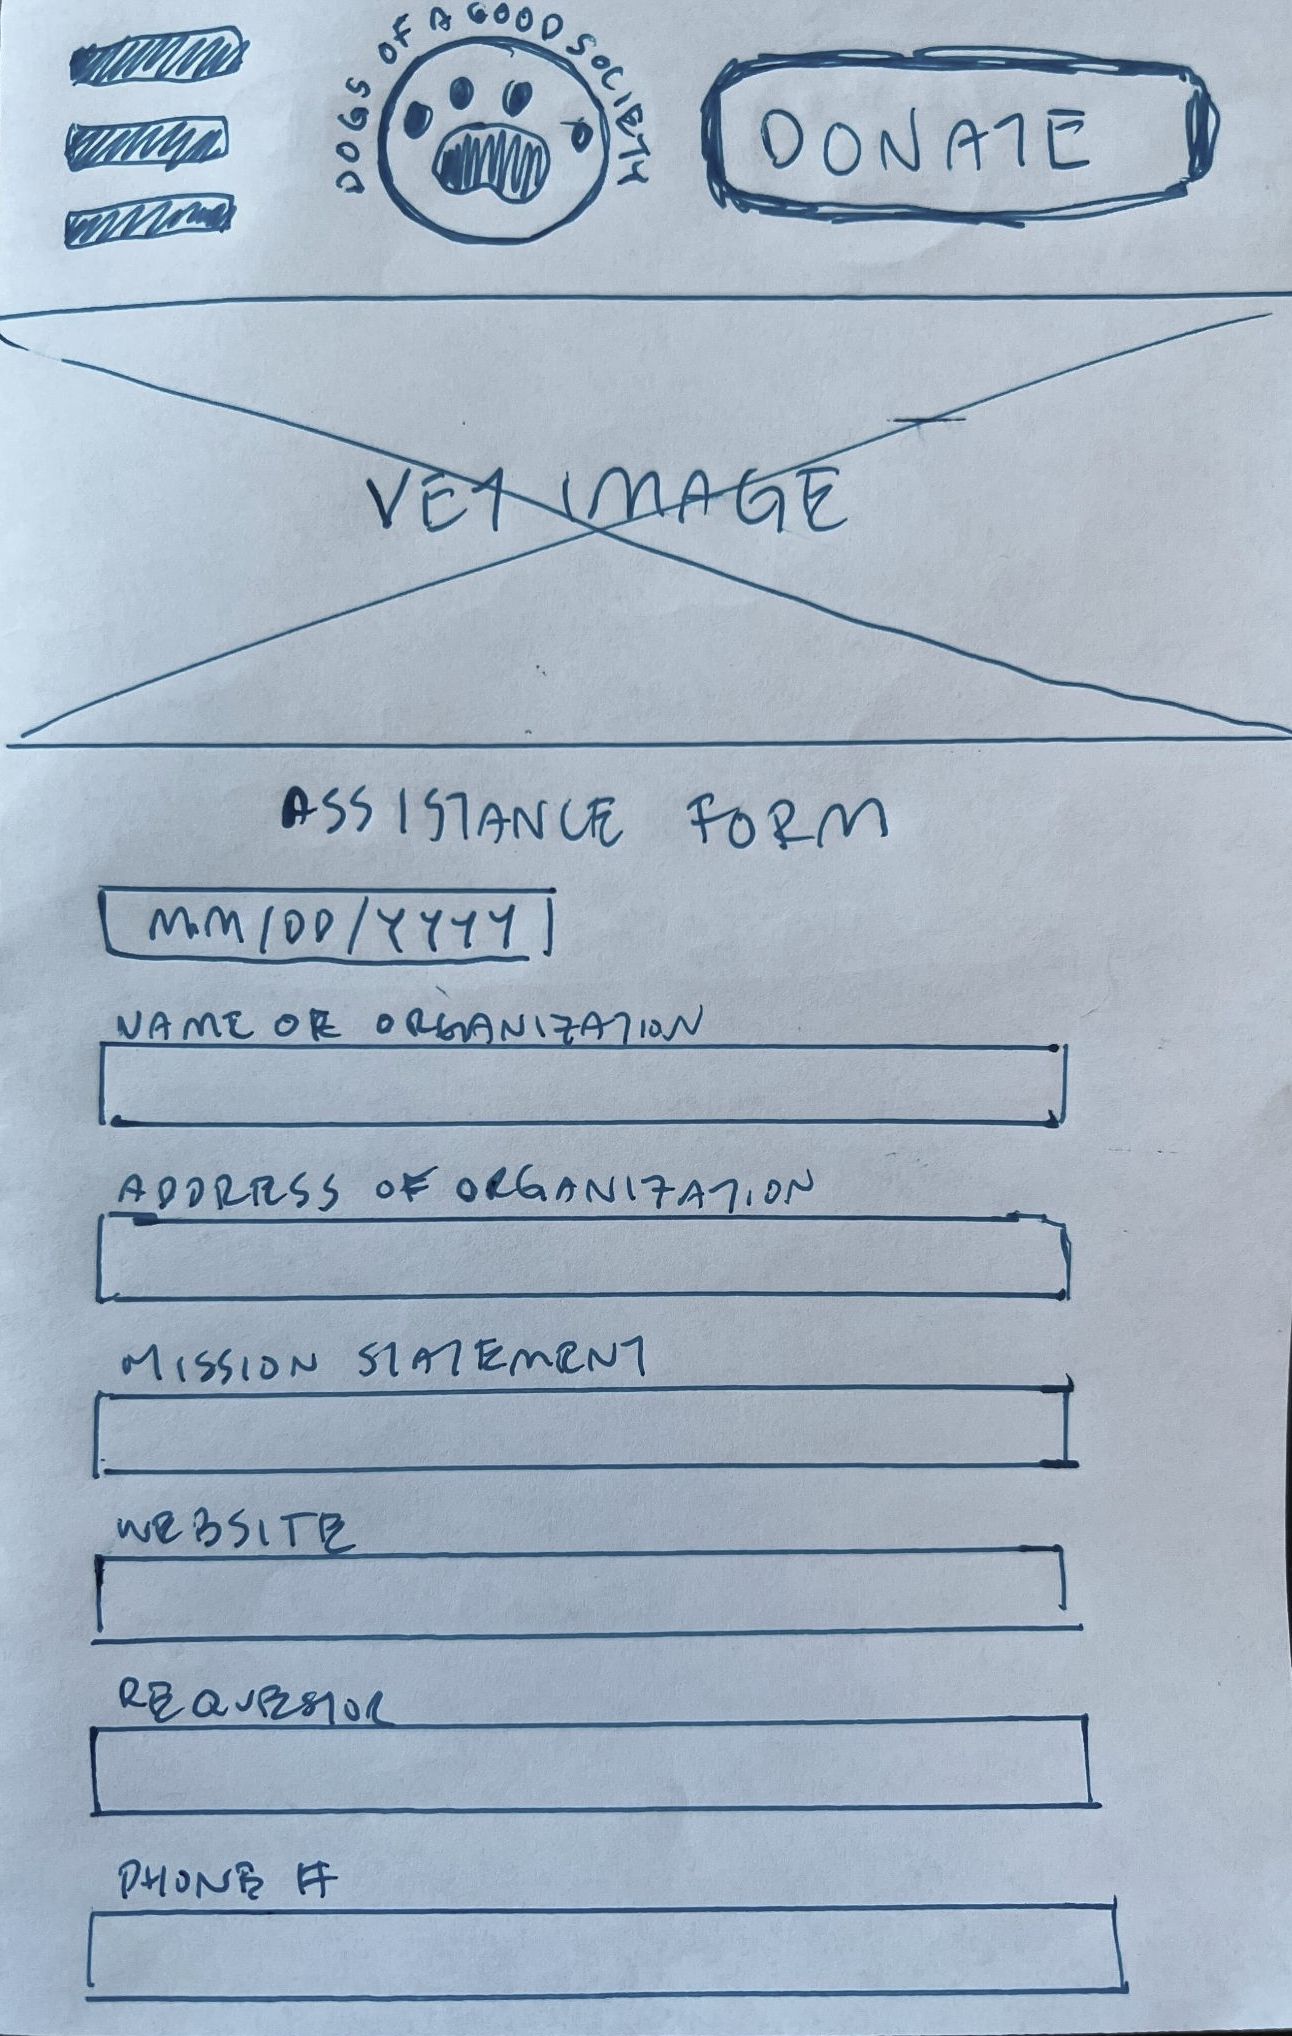 DOGS OF A GOOD SOCIETY
DONATE
VET IMAGE
ASSISTANCE FORM
MM/DD/YYYY
NAME OF ORGANIZATION
ADDRESS OF ORGANIZATION
MISSION STATEMENT
WEBSITE
REQUESTOR
PHONE #